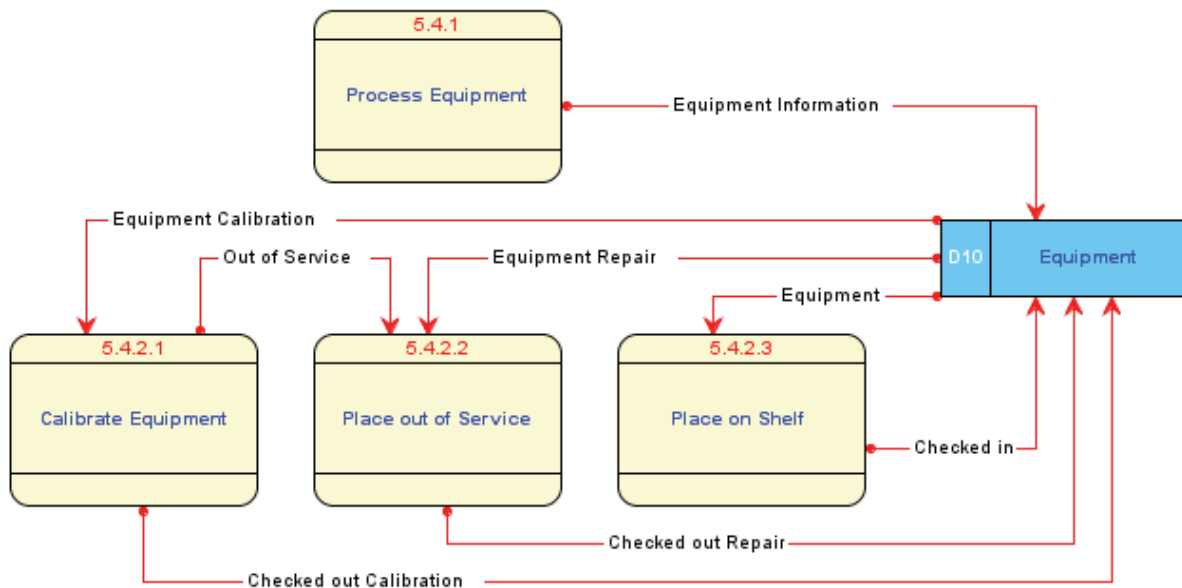 5.4.1
Process Equipment
Equipment Information
Equipment Calibration
Out of Service
Equipment Repair
D10
Equipment
Equipment
5.4.2.1
5.4.2.2
5.4.2.3
Calibrate Equipment
Place out of Service
Place on Shelf
Checked in
Checked out Repair
Checked out Calibration